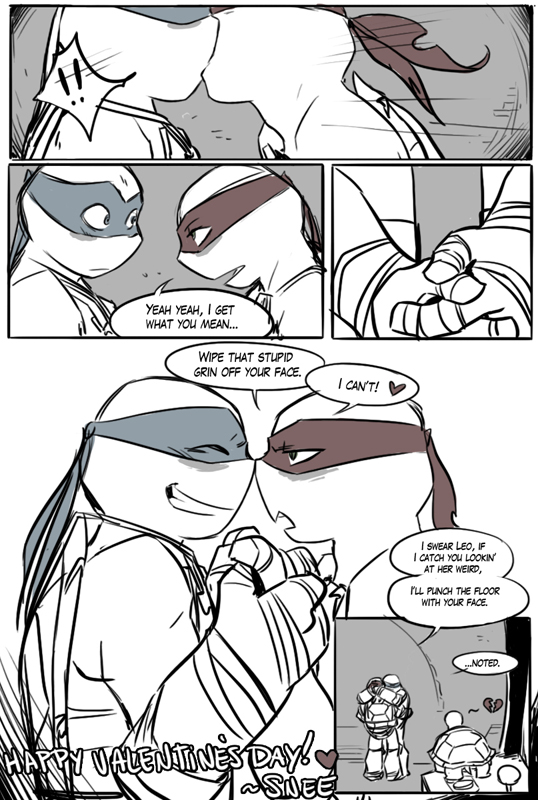 !!
YEAH YEAH, I GET
WHAT YOU MEAN...
WIPE THAT STUPID
GRIN OFF YOUR FACE.
I CAN'T!
I SWEAR LEO, IF
I CATCH YOU LOOKIN'
AT HER WEIRD,
I'LL PUNCH THE FLOOR
WITH YOUR FACE.
...NOTED.
HAPPY VALENTINE'S DAY!
~SNEE